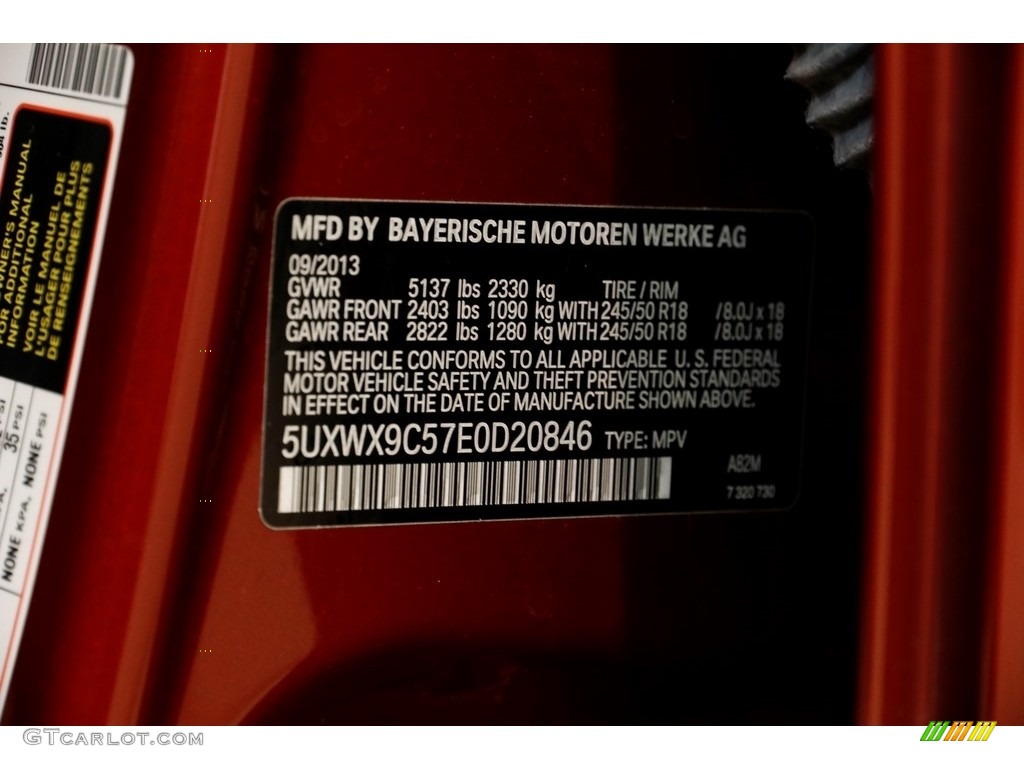 MFD BY BAYERISCHE MOTOREN WERKE AG
09/2013
GVWR 5137 lbs 2330 kg TIRE / RIM
GAWR FRONT 2403 lbs 1090 kg WITH 245/50 R18 /8.0J x 18
GAWR REAR 2822 lbs 1280 kg WITH 245/50 R18 /8.0J x 18
THIS VEHICLE CONFORMS TO ALL APPLICABLE U. S. FEDERAL
MOTOR VEHICLE SAFETY AND THEFT PREVENTION STANDARDS
IN EFFECT ON THE DATE OF MANUFACTURE SHOWN ABOVE.
5UXWX9C57E0D20846 TYPE: MPV
A82M
7 320 730
OWNER'S MANUAL
FOR ADDITIONAL
INFORMATION
VOIR LE MANUEL DE
L'USAGER POUR PLUS
DE RENSEIGNEMENTS
35 PSI
NONE KPA, NONE PSI
GTCARLOT.COM